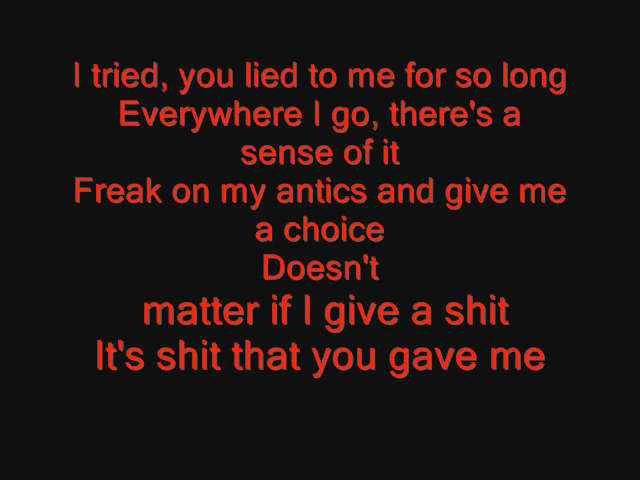 I tried, you lied to me for so long
Everywhere I go, there's a
sense of it
Freak on my antics and give me
a choice
Doesn't
matter if I give a shit
It's shit that you gave me